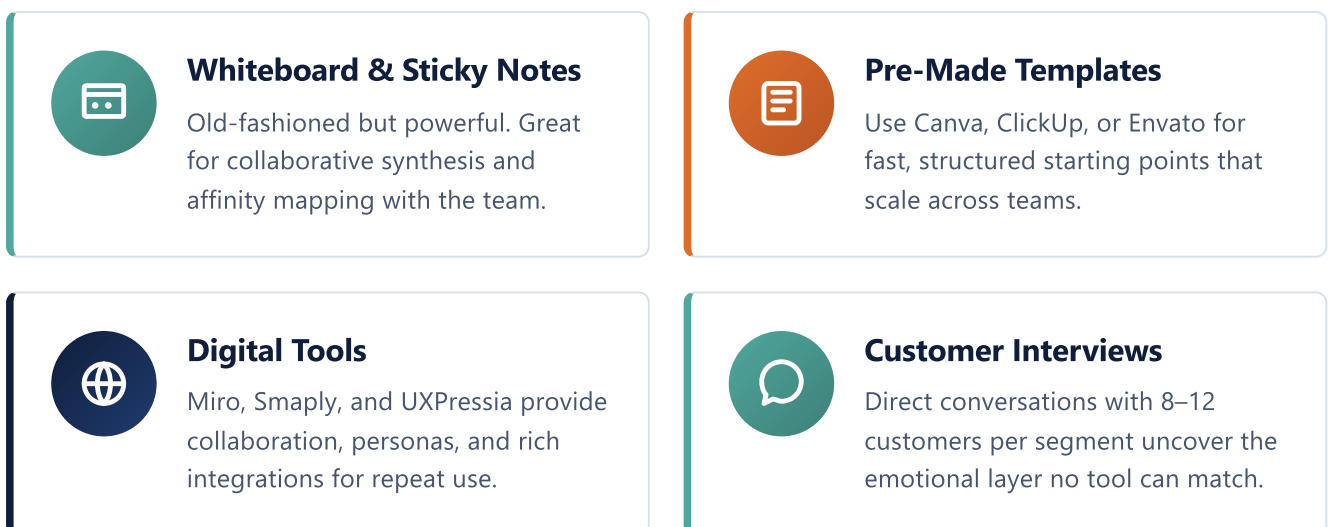 Whiteboard & Sticky Notes
Old-fashioned but powerful. Great
for collaborative synthesis and
affinity mapping with the team.
Pre-Made Templates
Use Canva, ClickUp, or Envato for
fast, structured starting points that
scale across teams.
Digital Tools
Miro, Smaply, and UXPressia provide
collaboration, personas, and rich
integrations for repeat use.
Customer Interviews
Direct conversations with 8–12
customers per segment uncover the
emotional layer no tool can match.